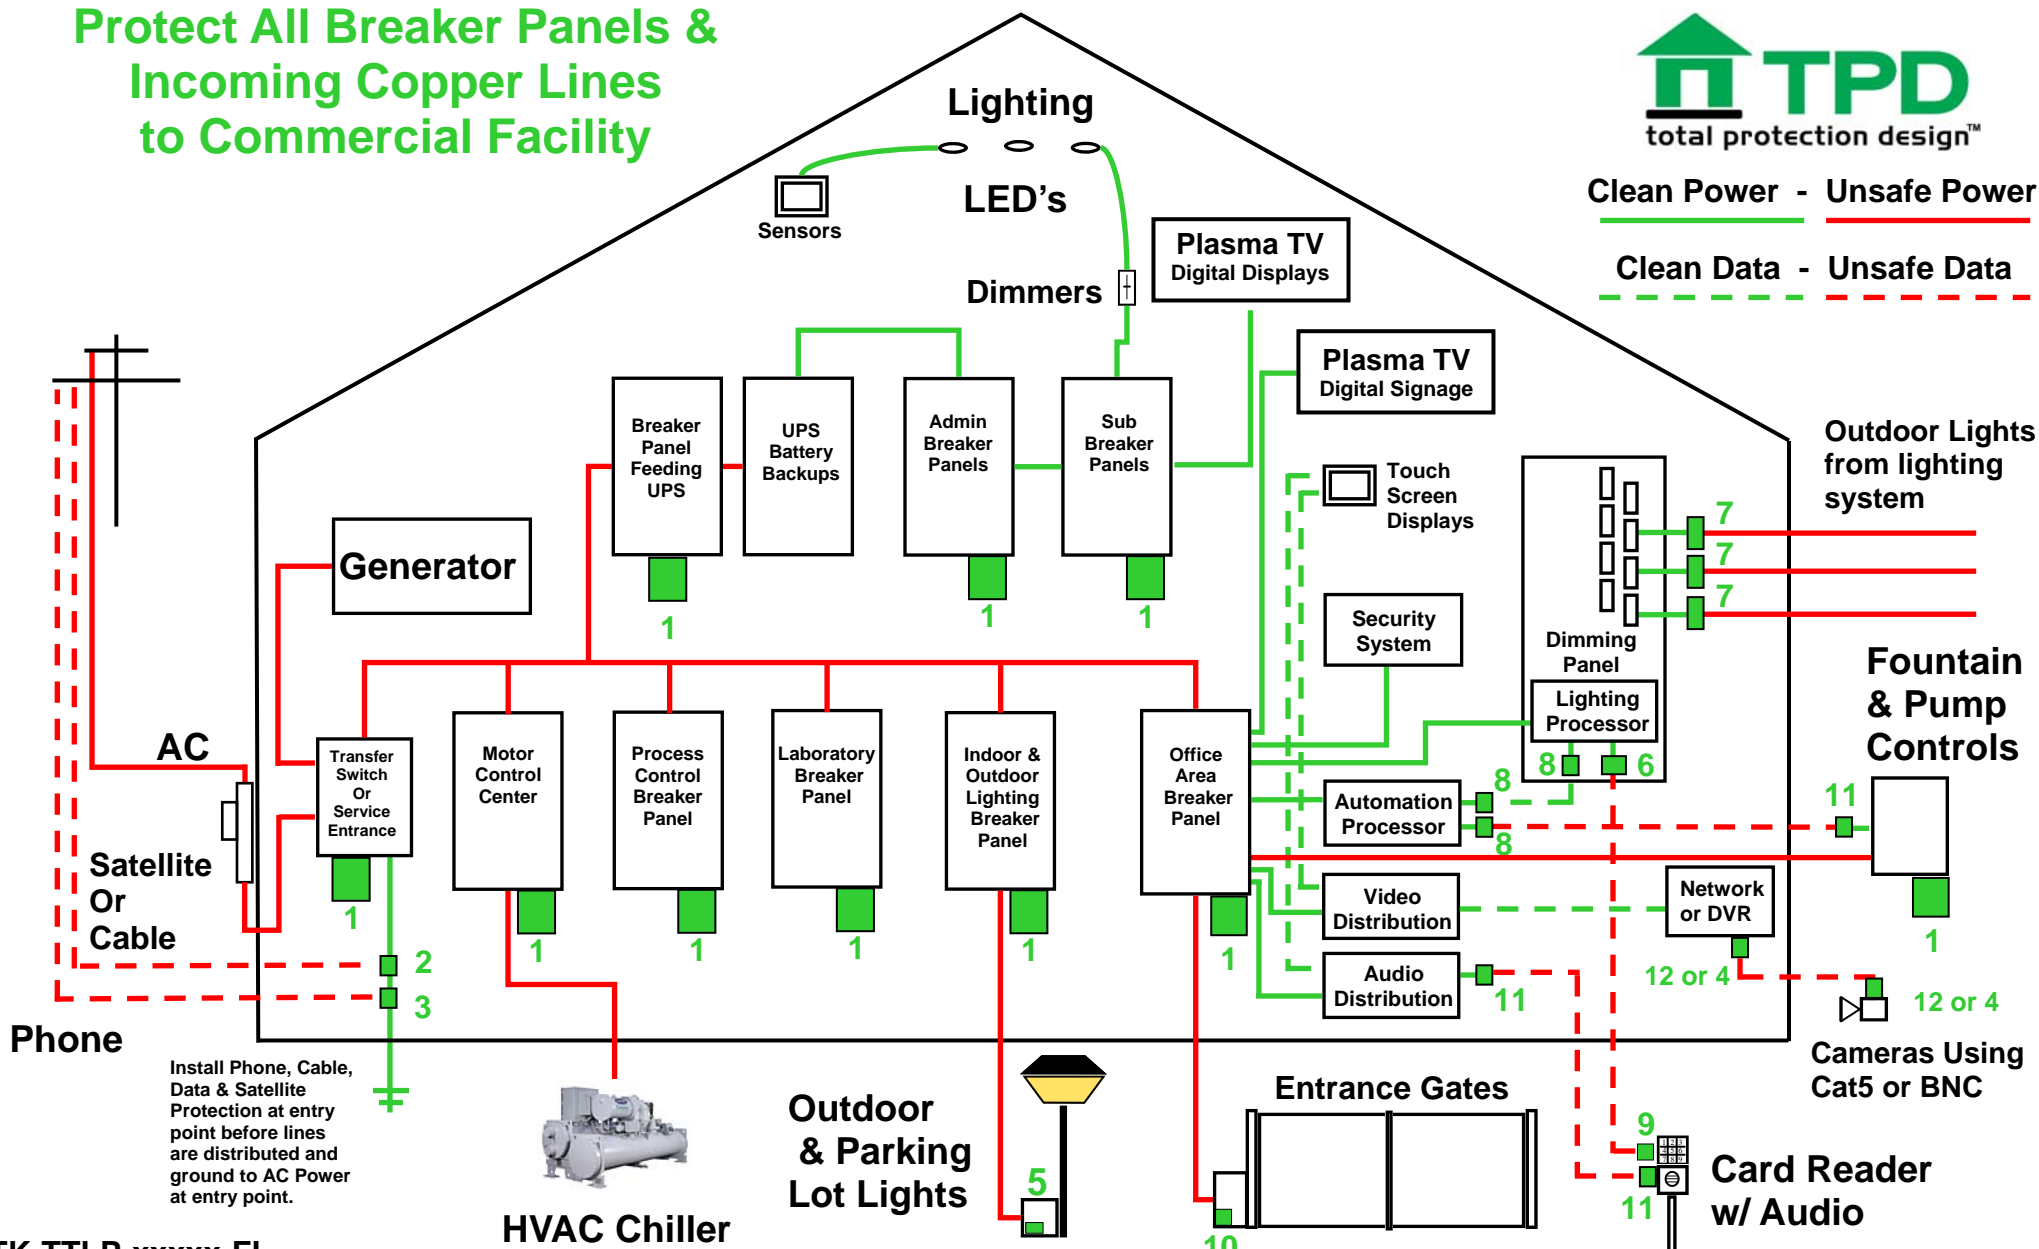 Protect All Breaker Panels &
Incoming Copper Lines
to Commercial Facility
TPD
total protection design™
Clean Power - Unsafe Power
Clean Data - Unsafe Data
Lighting
LED's
Sensors
Dimmers
Plasma TV
Digital Displays
Plasma TV
Digital Signage
Breaker
Panel
Feeding
UPS
1
UPS
Battery
Backups
Admin
Breaker
Panels
1
Sub
Breaker
Panels
1
Touch
Screen
Displays
Outdoor Lights
from lighting
system
7
7
7
Generator
Security
System
Dimming
Panel
Lighting
Processor
8
6
Fountain
& Pump
Controls
11
1
AC
Transfer
Switch
Or
Service
Entrance
1
Motor
Control
Center
1
Process
Control
Breaker
Panel
1
Laboratory
Breaker
Panel
1
Indoor &
Outdoor
Lighting
Breaker
Panel
1
Office
Area
Breaker
Panel
1
Automation
Processor
8
8
Video
Distribution
Network
or DVR
12 or 4
Audio
Distribution
11
12 or 4
Cameras Using
Cat5 or BNC
Satellite
Or
Cable
2
3
Phone
Install Phone, Cable,
Data & Satellite
Protection at entry
point before lines
are distributed and
ground to AC Power
at entry point.
HVAC Chiller
Outdoor
& Parking
Lot Lights
5
Entrance Gates
10
9
1 2 3
4 5 6
7 8 9
11
Card Reader
w/ Audio